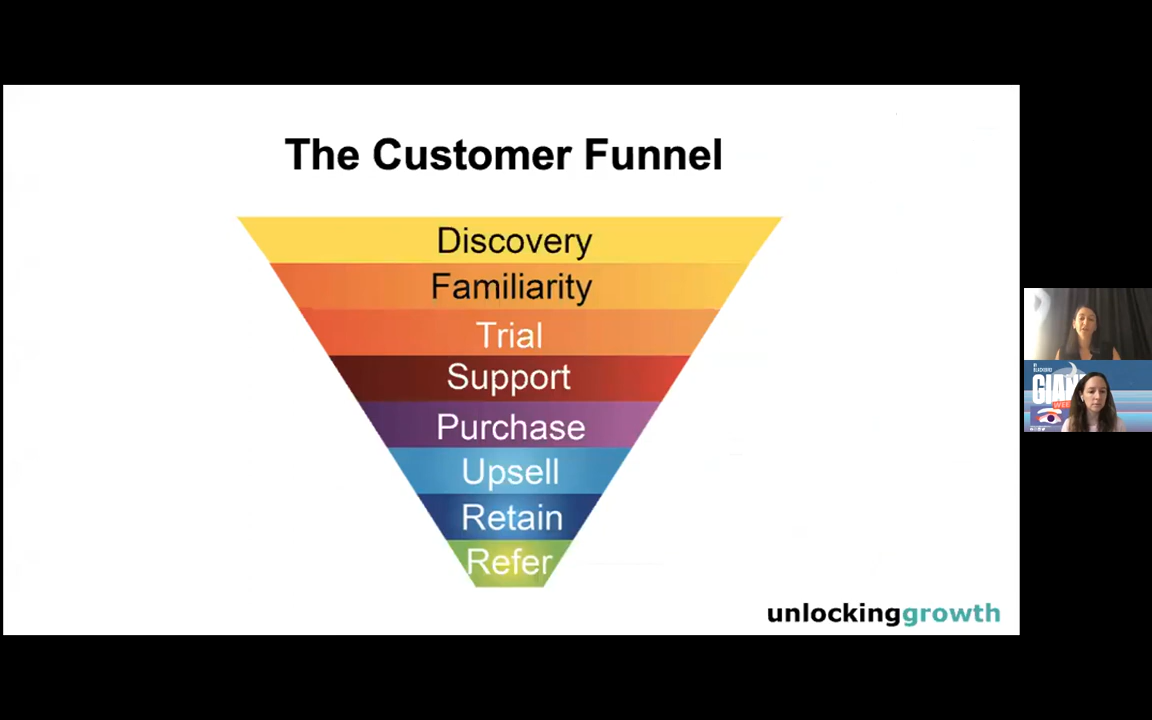 The Customer Funnel
Discovery
Familiarity
Trial
Support
Purchase
Upsell
Retain
Refer
unlockinggrowth